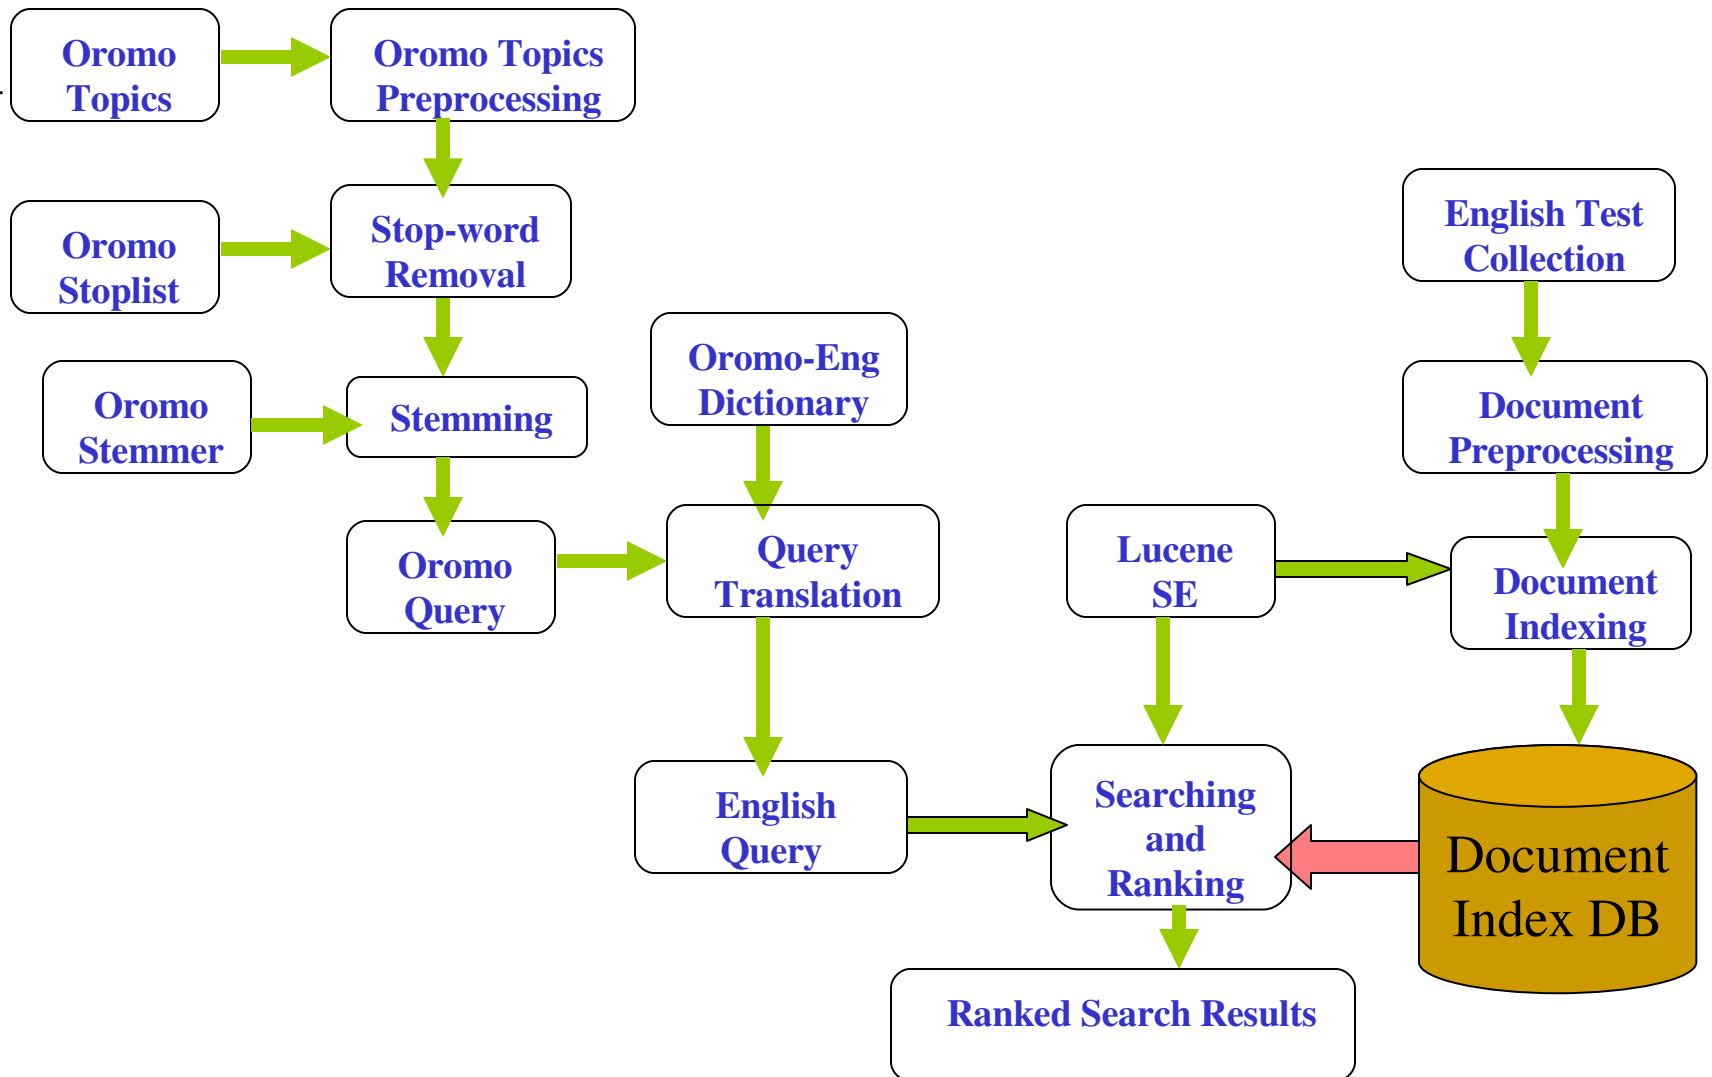 Oromo
Topics
Oromo Topics
Preprocessing
Oromo
Stoplist
Stop-word
Removal
English Test
Collection
Oromo
Stemmer
Stemming
Oromo-Eng
Dictionary
Document
Preprocessing
Oromo
Query
Query
Translation
Lucene
SE
Document
Indexing
English
Query
Searching
and
Ranking
Document
Index DB
Ranked Search Results